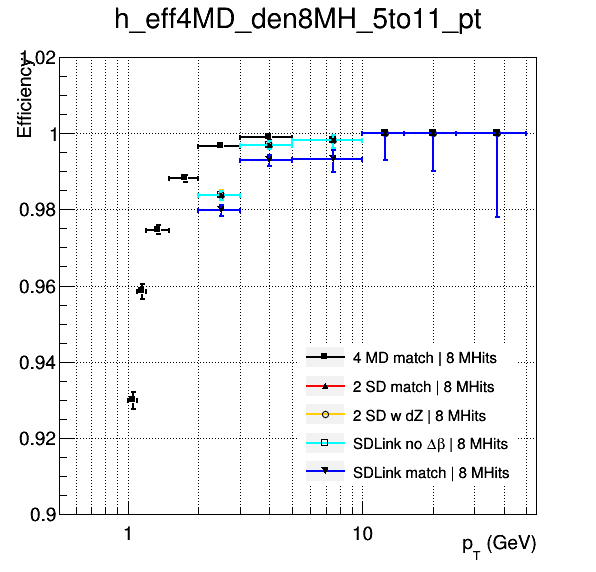 h_eff4MD_den8MH_5to11_pt
Efficiency
1.02
1
0.98
0.96
0.94
0.92
0.9
4 MD match | 8 MHits
2 SD match | 8 MHits
2 SD w dZ | 8 MHits
SDLink no Δβ | 8 MHits
SDLink match | 8 MHits
1
10
p_T (GeV)